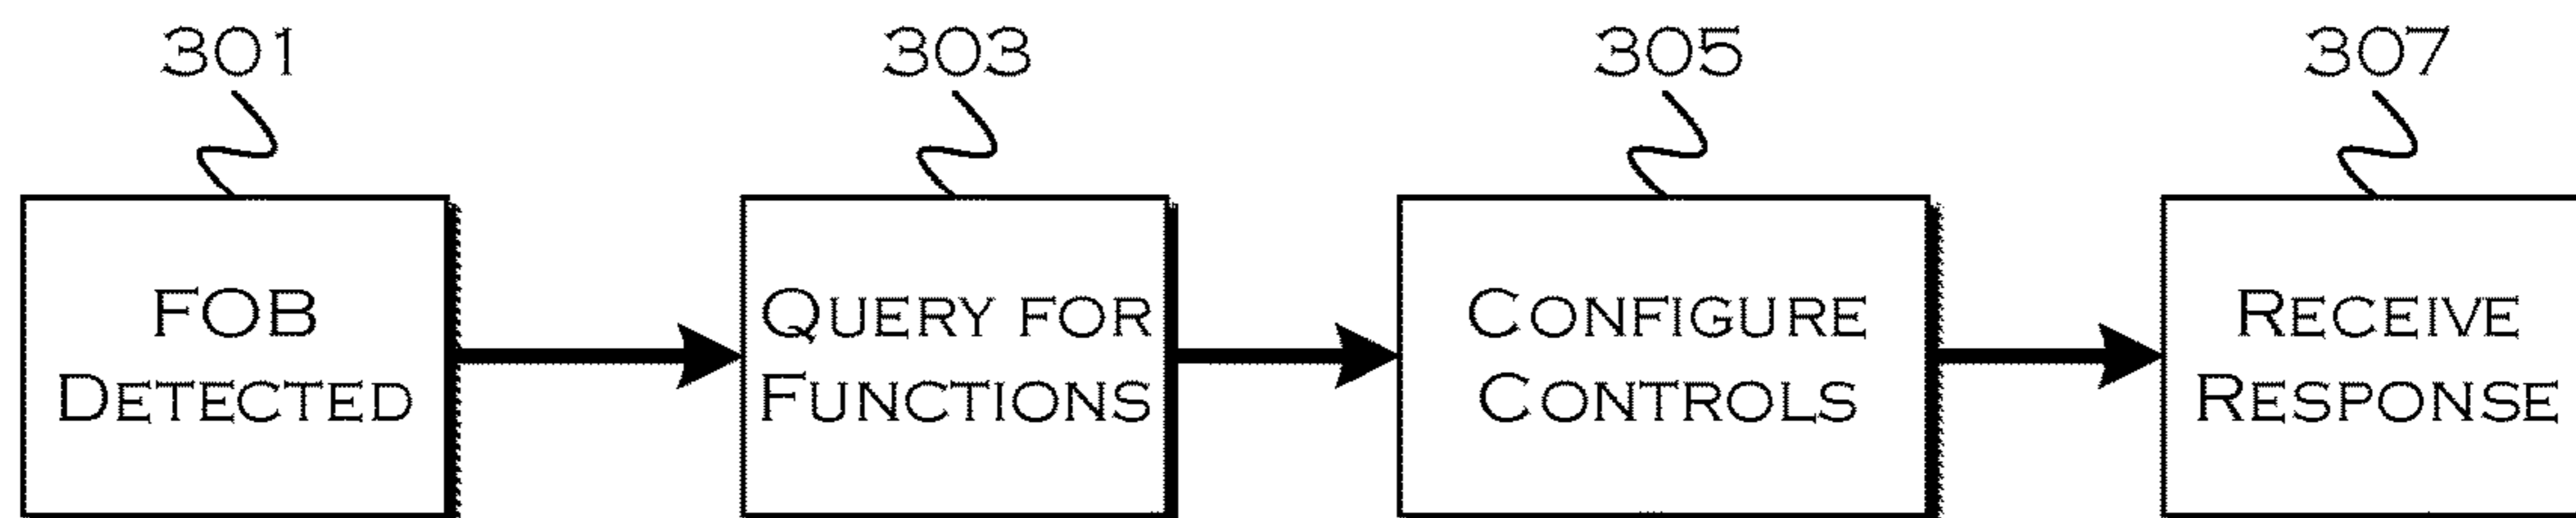 301
303
305
307
FOB
DETECTED
QUERY FOR
FUNCTIONS
CONFIGURE
CONTROLS
RECEIVE
RESPONSE